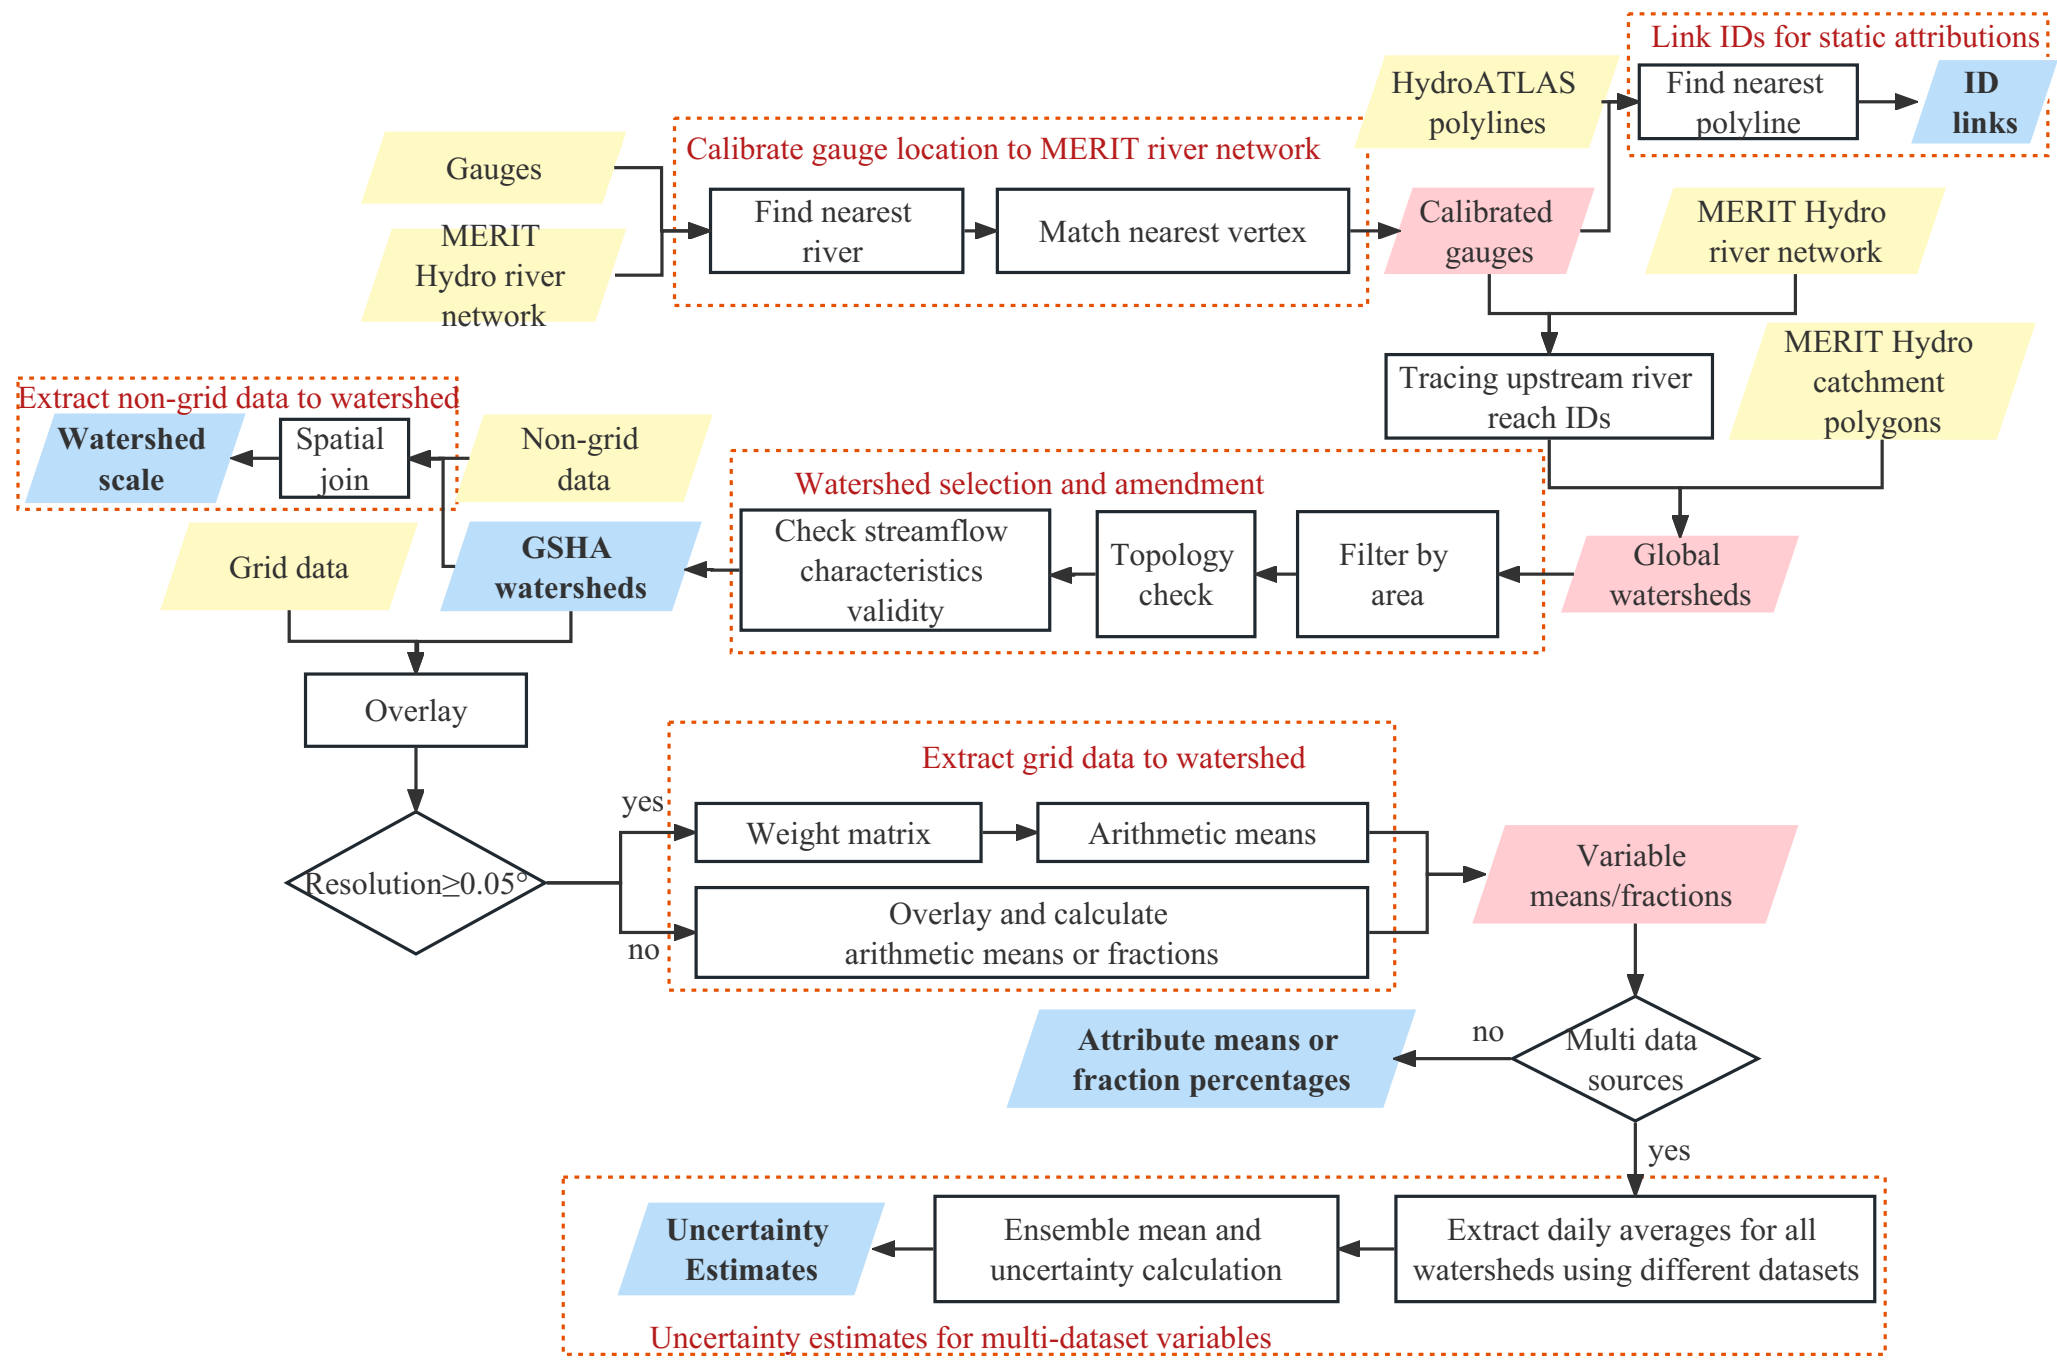 Link IDs for static attributions
HydroATLAS
polylines
Find nearest
polyline
ID
links
Calibrate gauge location to MERIT river network
Gauges
MERIT
Hydro river
network
Find nearest
river
Match nearest vertex
Calibrated
gauges
MERIT Hydro
river network
Tracing upstream river
reach IDs
MERIT Hydro
catchment
polygons
Extract non-grid data to watershed
Watershed
scale
Spatial
join
Non-grid
data
Watershed selection and amendment
Grid data
GSHA
watersheds
Check streamflow
characteristics
validity
Topology
check
Filter by
area
Global
watersheds
Overlay
Extract grid data to watershed
Resolution≥0.05°
yes
Weight matrix
Arithmetic means
no
Overlay and calculate
arithmetic means or fractions
Variable
means/fractions
Multi data
sources
no
Attribute means or
fraction percentages
yes
Uncertainty
Estimates
Ensemble mean and
uncertainty calculation
Extract daily averages for all
watersheds using different datasets
Uncertainty estimates for multi-dataset variables